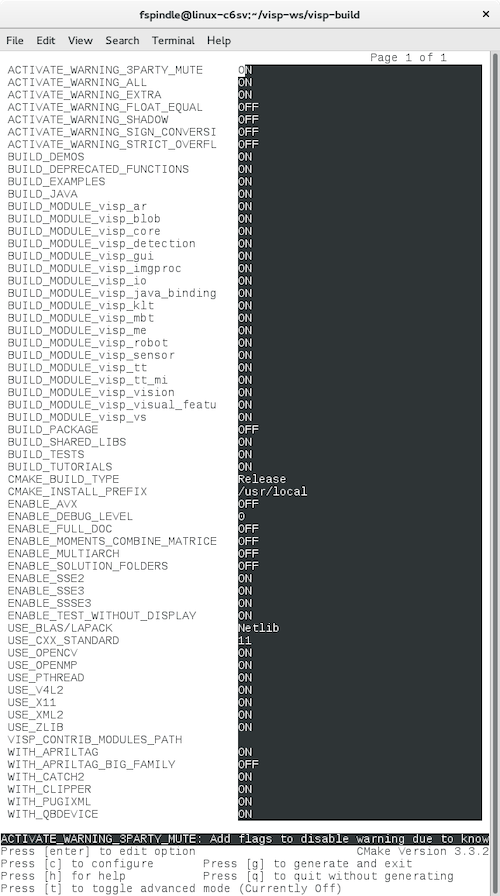 fspindle@linux-c6sv:~/visp-ws/visp-build
File Edit View Search Terminal Help
Page 1 of 1
ACTIVATE_WARNING_3PARTY_MUTE ON
ACTIVATE_WARNING_ALL ON
ACTIVATE_WARNING_EXTRA ON
ACTIVATE_WARNING_FLOAT_EQUAL OFF
ACTIVATE_WARNING_SHADOW OFF
ACTIVATE_WARNING_SIGN_CONVERSI OFF
ACTIVATE_WARNING_STRICT_OVERFL OFF
BUILD_DEMOS ON
BUILD_DEPRECATED_FUNCTIONS ON
BUILD_EXAMPLES ON
BUILD_JAVA ON
BUILD_MODULE_visp_ar ON
BUILD_MODULE_visp_blob ON
BUILD_MODULE_visp_core ON
BUILD_MODULE_visp_detection ON
BUILD_MODULE_visp_gui ON
BUILD_MODULE_visp_imgproc ON
BUILD_MODULE_visp_io ON
BUILD_MODULE_visp_java_binding ON
BUILD_MODULE_visp_klt ON
BUILD_MODULE_visp_mbt ON
BUILD_MODULE_visp_me ON
BUILD_MODULE_visp_robot ON
BUILD_MODULE_visp_sensor ON
BUILD_MODULE_visp_tt ON
BUILD_MODULE_visp_tt_mi ON
BUILD_MODULE_visp_vision ON
BUILD_MODULE_visp_visual_featu ON
BUILD_MODULE_visp_vs ON
BUILD_PACKAGE OFF
BUILD_SHARED_LIBS ON
BUILD_TESTS ON
BUILD_TUTORIALS ON
CMAKE_BUILD_TYPE Release
CMAKE_INSTALL_PREFIX /usr/local
ENABLE_AVX OFF
ENABLE_DEBUG_LEVEL 0
ENABLE_FULL_DOC OFF
ENABLE_MOMENTS_COMBINE_MATRICE OFF
ENABLE_MULTIARCH OFF
ENABLE_SOLUTION_FOLDERS OFF
ENABLE_SSE2 ON
ENABLE_SSE3 ON
ENABLE_SSSE3 ON
ENABLE_TEST_WITHOUT_DISPLAY ON
USE_BLAS/LAPACK Netlib
USE_CXX_STANDARD 11
USE_OPENCV ON
USE_OPENMP ON
USE_PTHREAD ON
USE_V4L2 ON
USE_X11 ON
USE_XML2 ON
USE_ZLIB ON
VISP_CONTRIB_MODULES_PATH
WITH_APRILTAG ON
WITH_APRILTAG_BIG_FAMILY OFF
WITH_CATCH2 ON
WITH_CLIPPER ON
WITH_PUGIXML ON
WITH_QBDEVICE ON
ACTIVATE_WARNING_3PARTY_MUTE: Add flags to disable warning due to know
Press [enter] to edit option CMake Version 3.3.2
Press [c] to configure Press [g] to generate and exit
Press [h] for help Press [q] to quit without generating
Press [t] to toggle advanced mode (Currently Off)